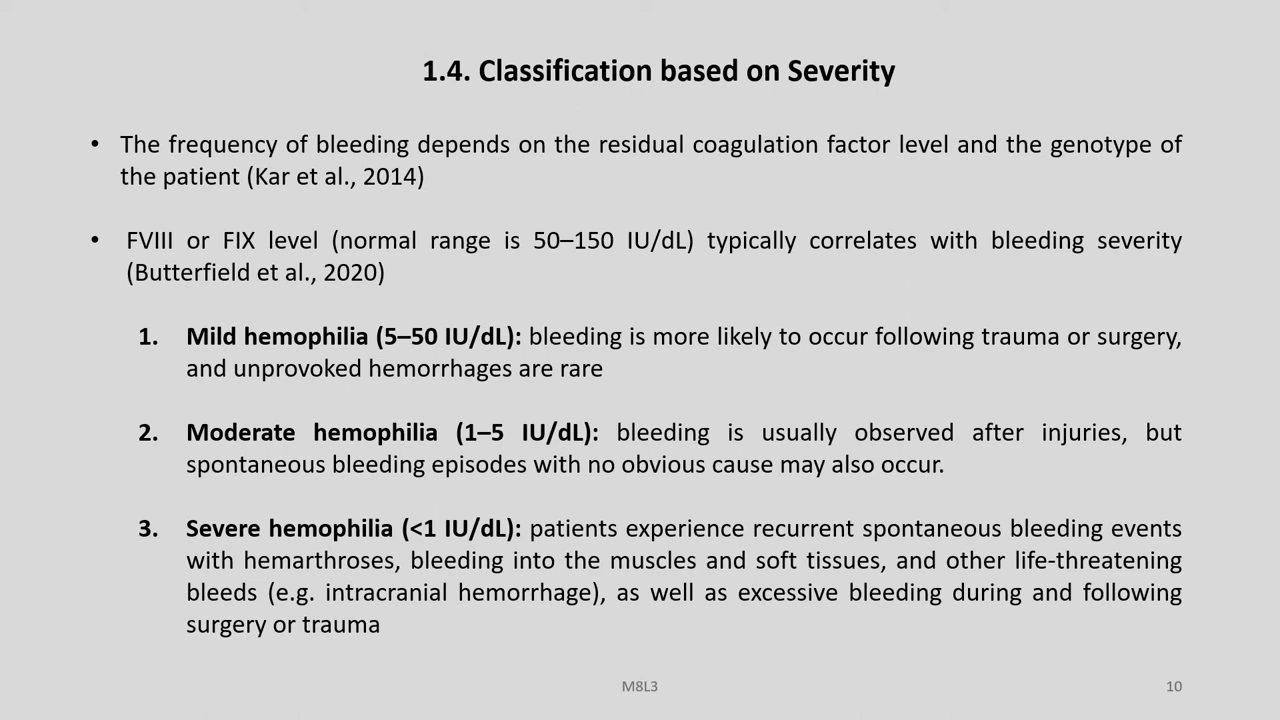 1.4. Classification based on Severity
• The frequency of bleeding depends on the residual coagulation factor level and the genotype of
the patient (Kar et al., 2014)
• FVIII or FIX level (normal range is 50–150 IU/dL) typically correlates with bleeding severity
(Butterfield et al., 2020)
1. Mild hemophilia (5–50 IU/dL): bleeding is more likely to occur following trauma or surgery,
and unprovoked hemorrhages are rare
2. Moderate hemophilia (1–5 IU/dL): bleeding is usually observed after injuries, but
spontaneous bleeding episodes with no obvious cause may also occur.
3. Severe hemophilia (<1 IU/dL): patients experience recurrent spontaneous bleeding events
with hemarthroses, bleeding into the muscles and soft tissues, and other life-threatening
bleeds (e.g. intracranial hemorrhage), as well as excessive bleeding during and following
surgery or trauma
M8L3
10